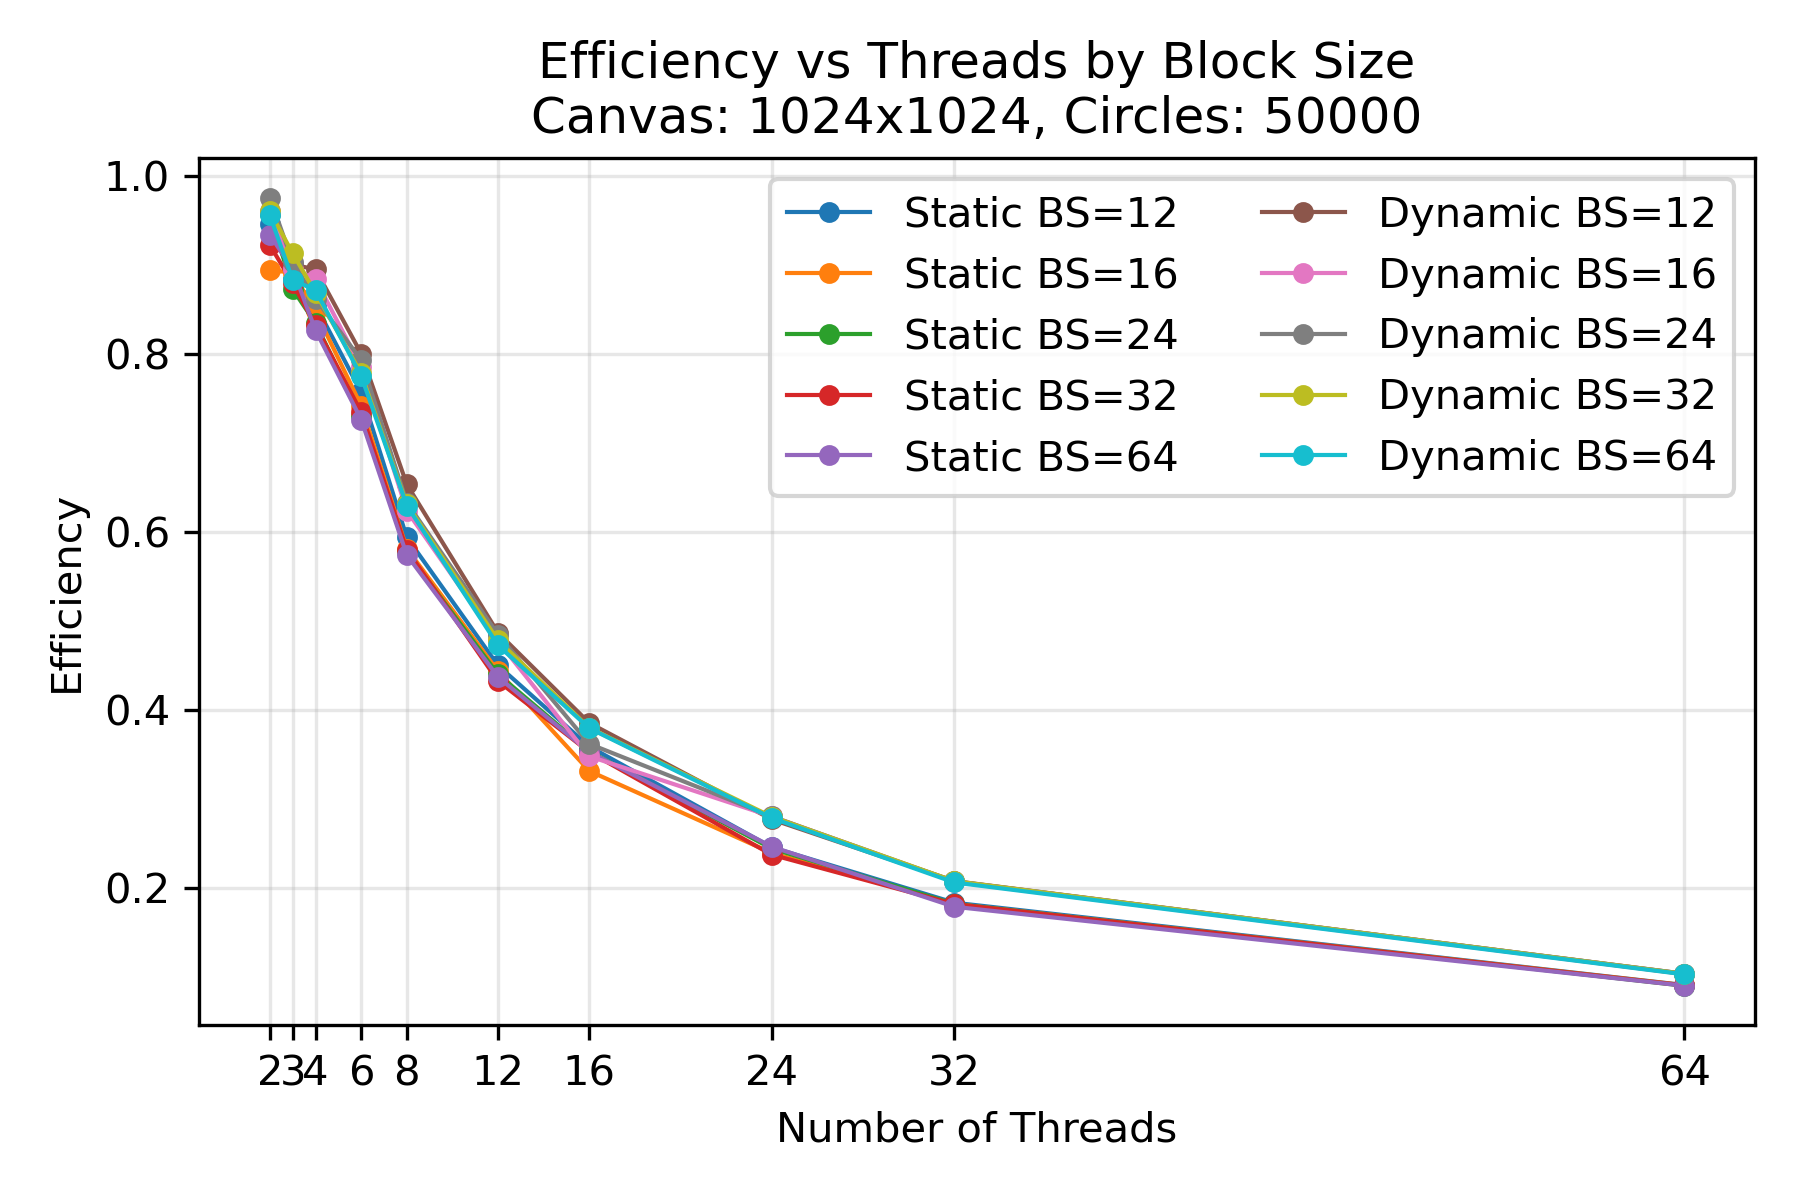 Efficiency vs Threads by Block Size
Canvas: 1024x1024, Circles: 50000
1.0
0.8
0.6
0.4
0.2
Efficiency
Static BS=12
Static BS=16
Static BS=24
Static BS=32
Static BS=64
Dynamic BS=12
Dynamic BS=16
Dynamic BS=24
Dynamic BS=32
Dynamic BS=64
2 3 4 6 8 12 16 24 32 64
Number of Threads